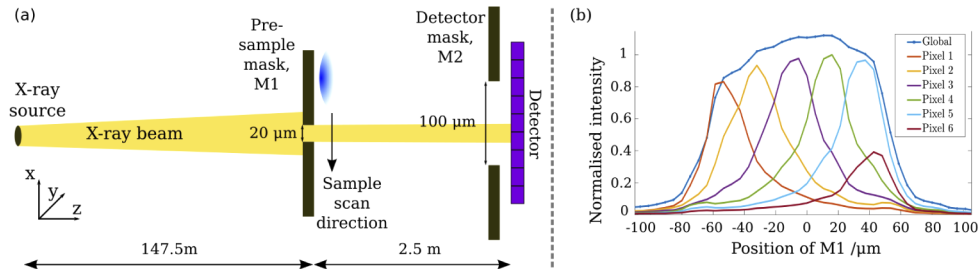 (a)
X-ray
source
X-ray beam
Pre-
sample
mask,
M1
20 μm
Sample
scan
direction
Detector
mask,
M2
100 μm
Detector
x
y
z
147.5m
2.5 m
(b)
Normalised intensity
1
0.8
0.6
0.4
0.2
0
-100 -80 -60 -40 -20 0 20 40 60 80 100
Position of M1 /μm
Global
Pixel 1
Pixel 2
Pixel 3
Pixel 4
Pixel 5
Pixel 6